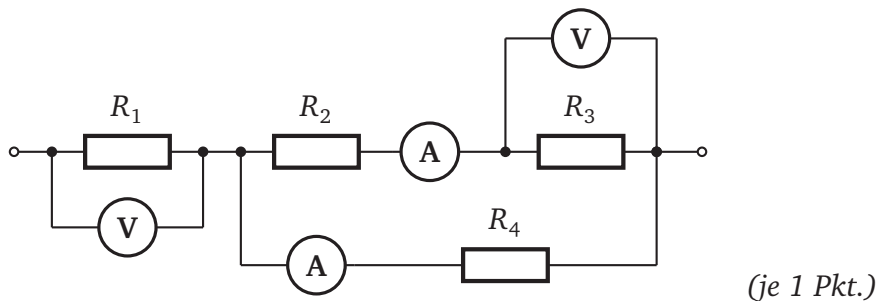 V
R₁ R₂ R₃
A
V
R₄
A
(je 1 Pkt.)